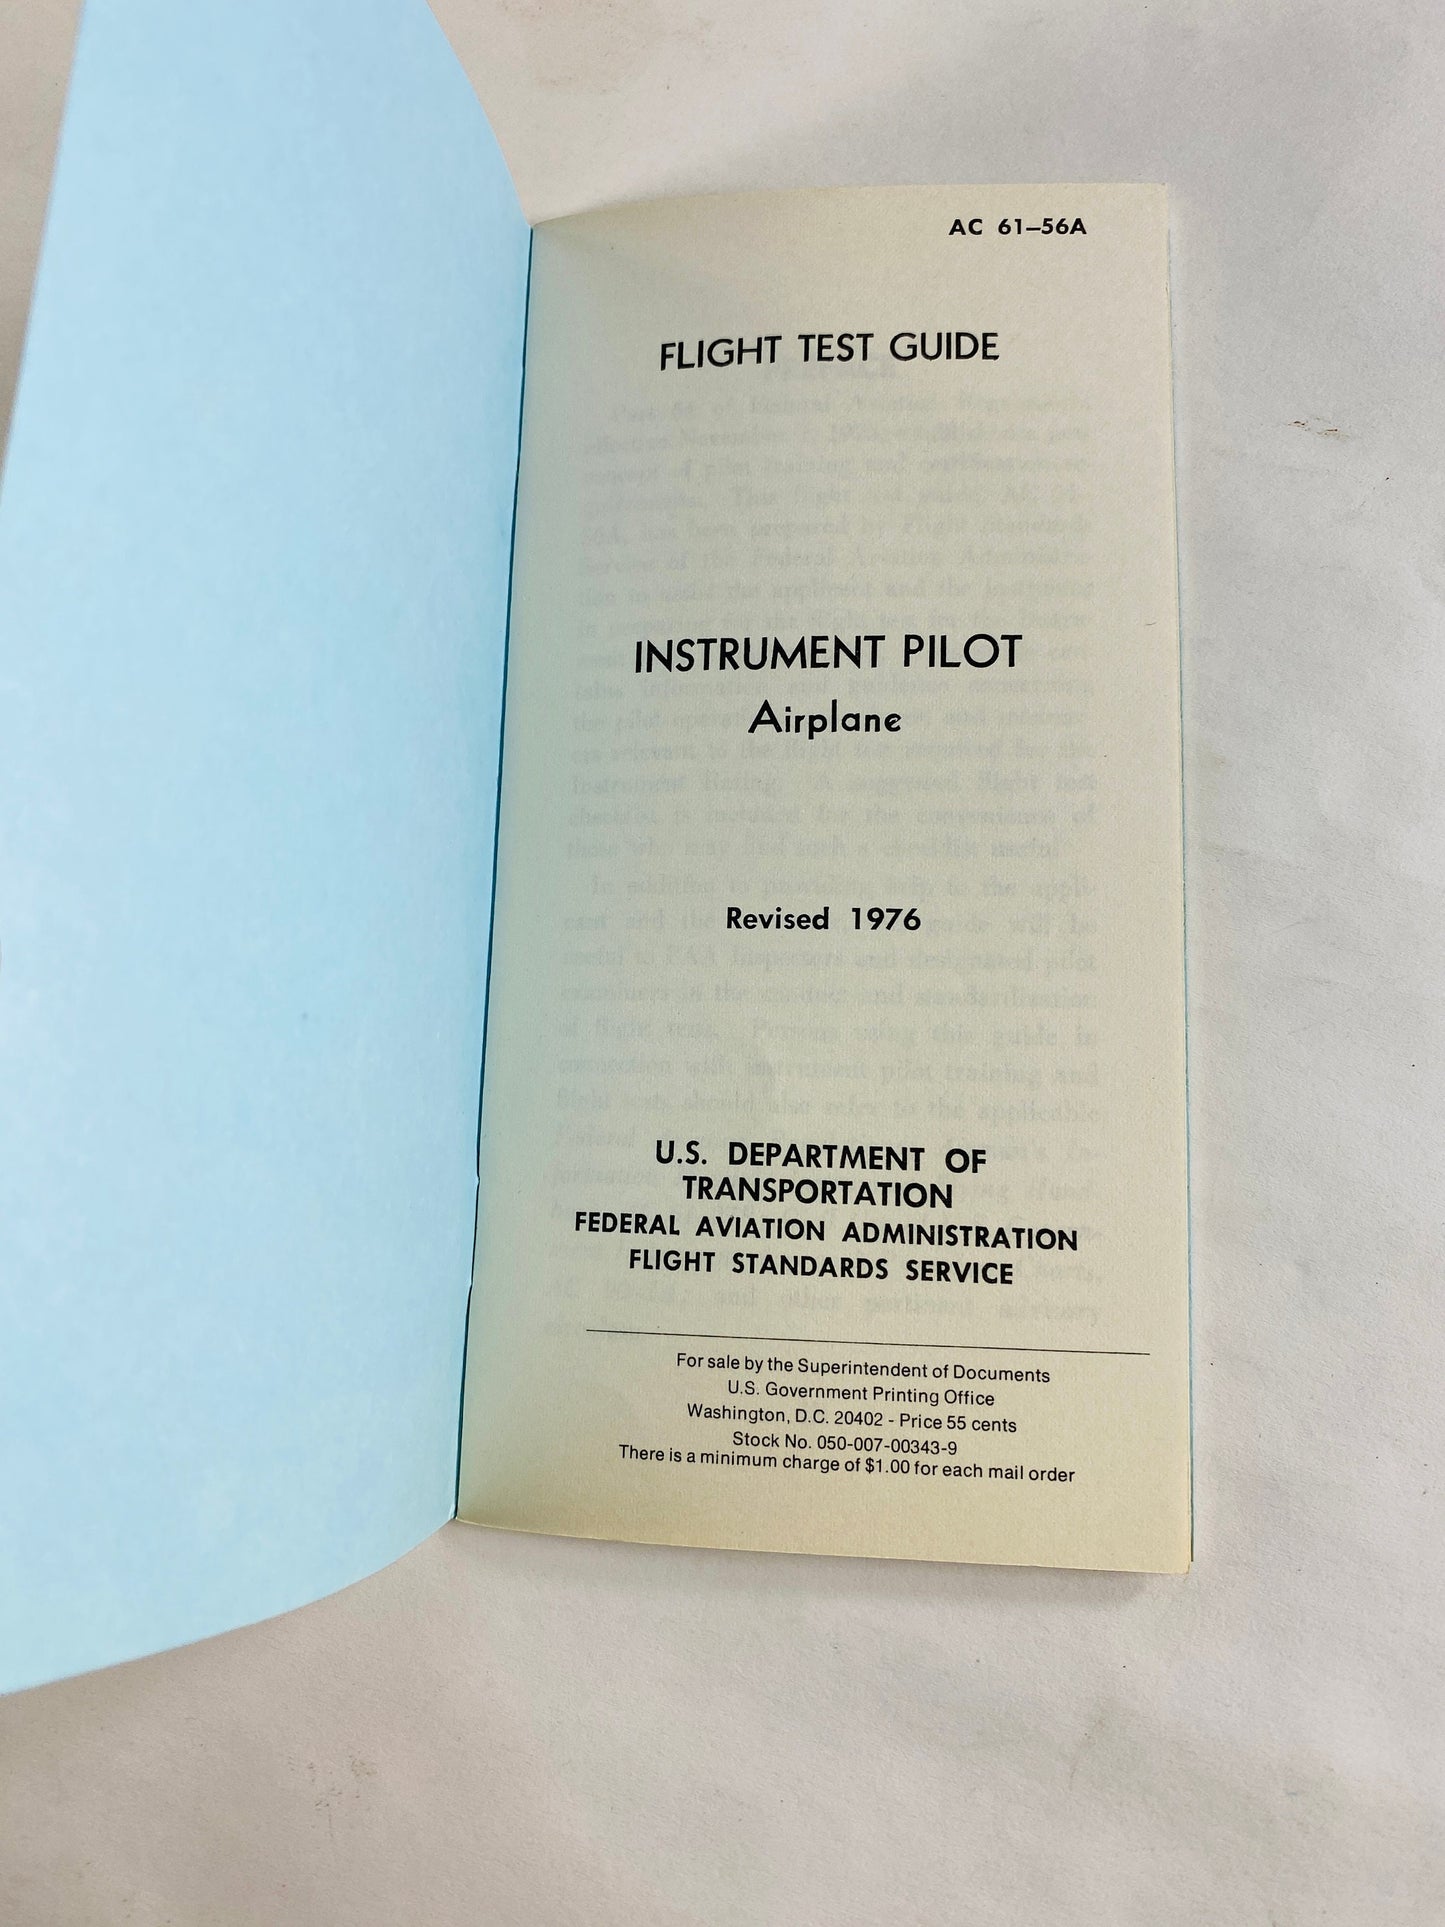 AC 61–56A
FLIGHT TEST GUIDE
INSTRUMENT PILOT
Airplane
Revised 1976
U.S. DEPARTMENT OF
TRANSPORTATION
FEDERAL AVIATION ADMINISTRATION
FLIGHT STANDARDS SERVICE
For sale by the Superintendent of Documents
U.S. Government Printing Office
Washington, D.C. 20402 - Price 55 cents
Stock No. 050-007-00343-9
There is a minimum charge of $1.00 for each mail order